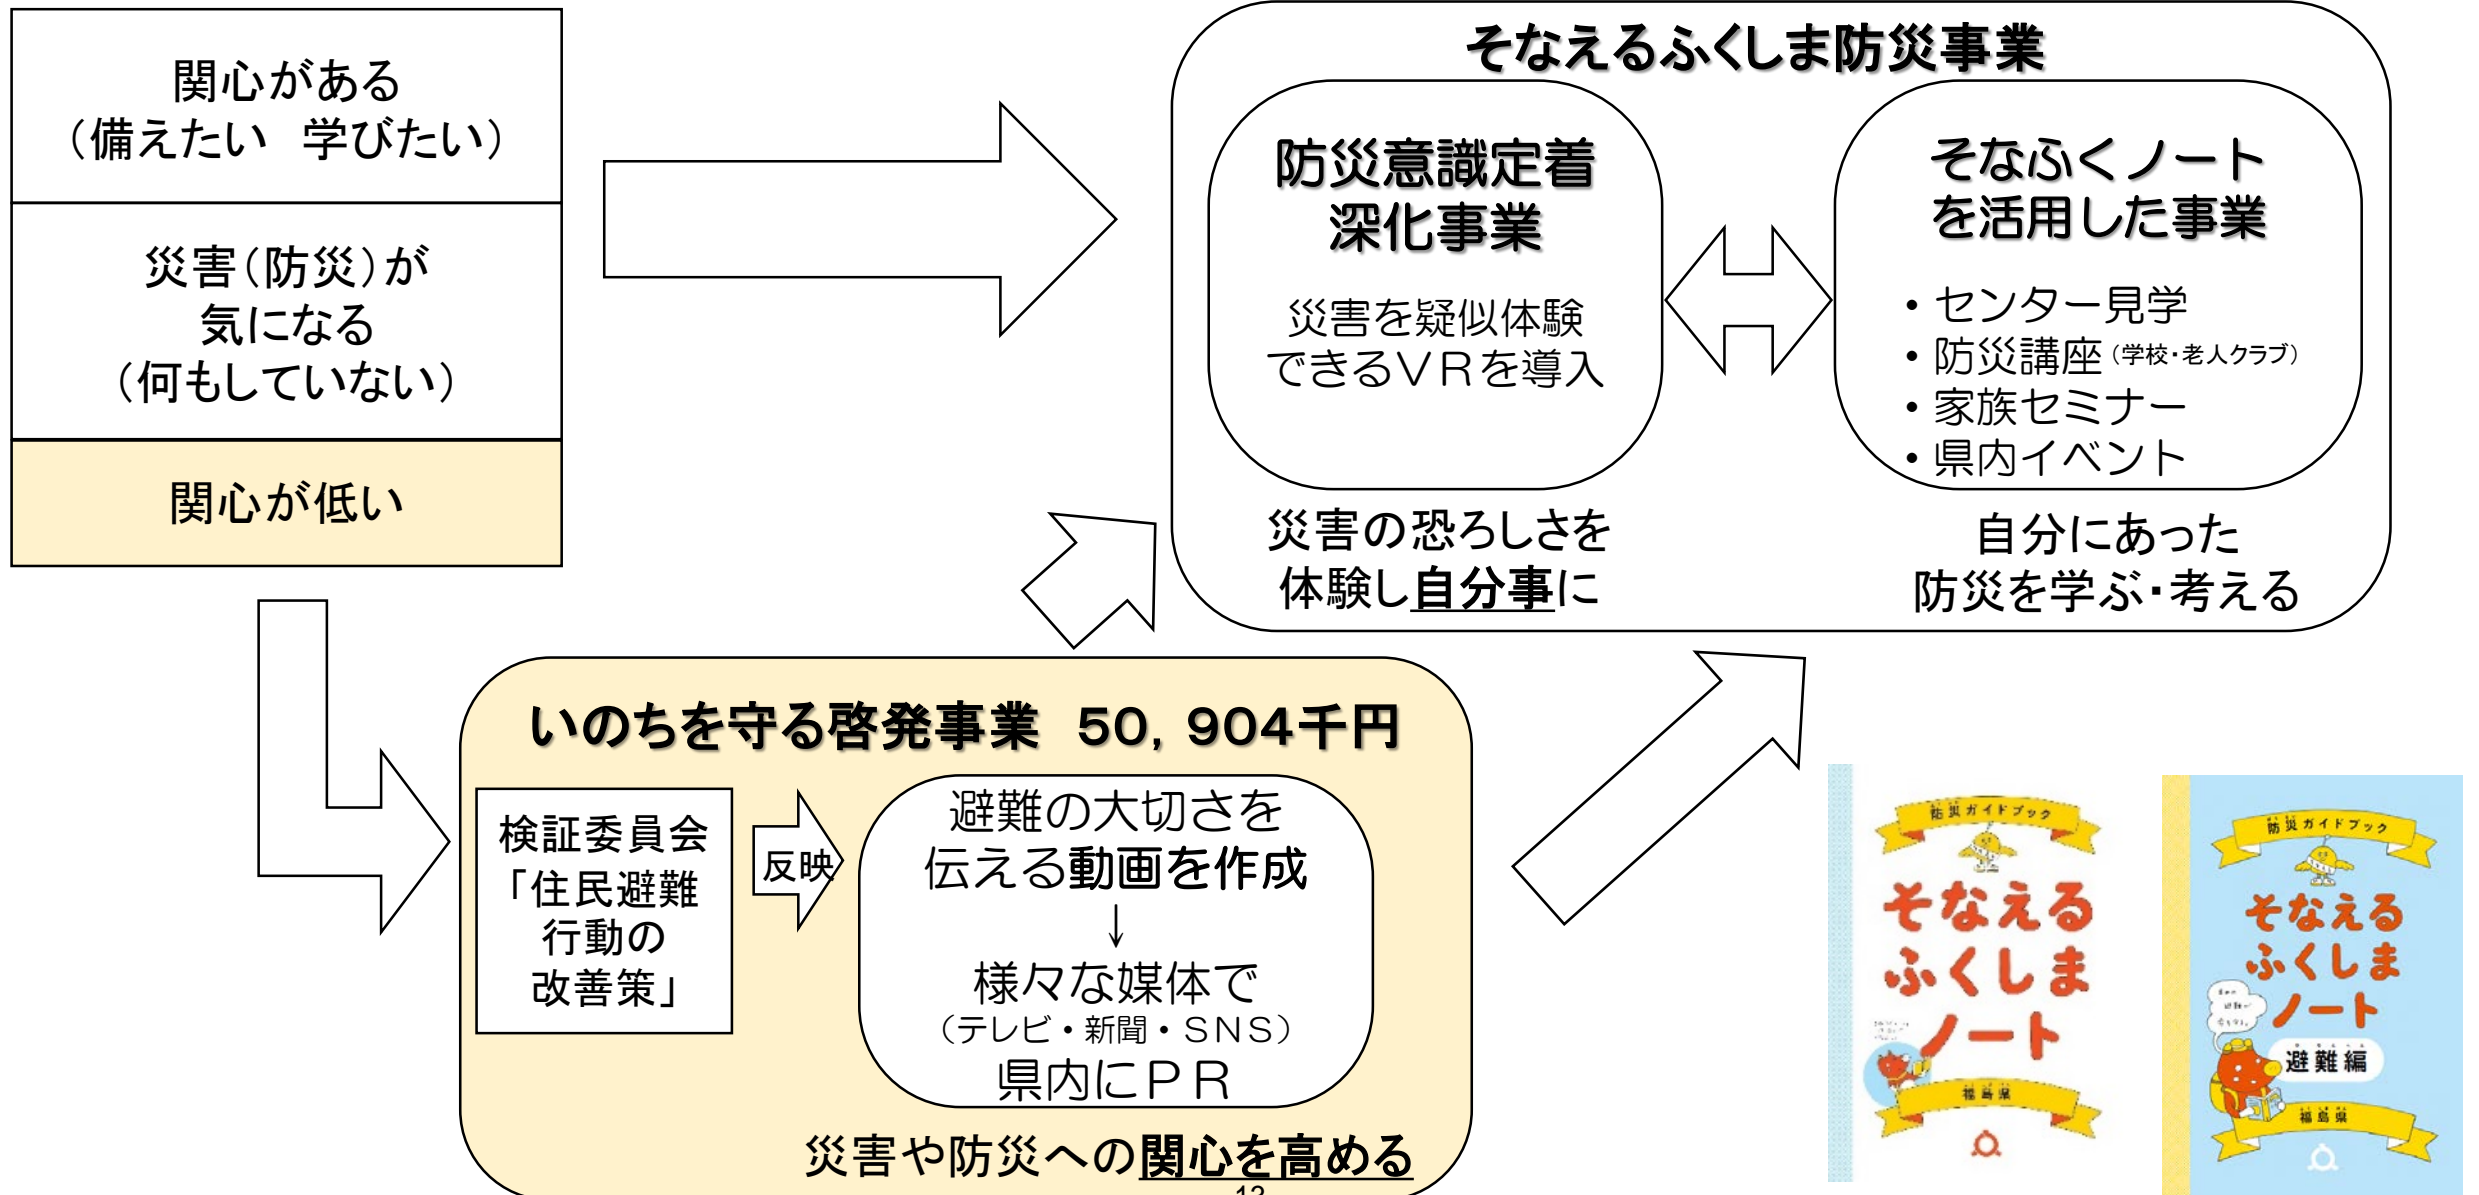 関心がある
（備えたい　学びたい）
災害（防災）が
気になる
（何もしていない）
関心が低い
そなえるふくしま防災事業
防災意識定着
深化事業
災害を疑似体験
できるＶＲを導入
災害の恐ろしさを
体験し自分事に
そなふくノート
を活用した事業
・センター見学
・防災講座（学校・老人クラブ）
・家族セミナー
・県内イベント
自分にあった
防災を学ぶ・考える
いのちを守る啓発事業　５０，９０４千円
検証委員会
「住民避難
行動の
改善策」
反映
避難の大切さを
伝える動画を作成
↓
様々な媒体で
（テレビ・新聞・ＳＮＳ）
県内にＰＲ
災害や防災への関心を高める
防災ガイドブック
そなえる
ふくしま
ノート
福島県
防災ガイドブック
そなえる
ふくしま
ノート
避難編
福島県